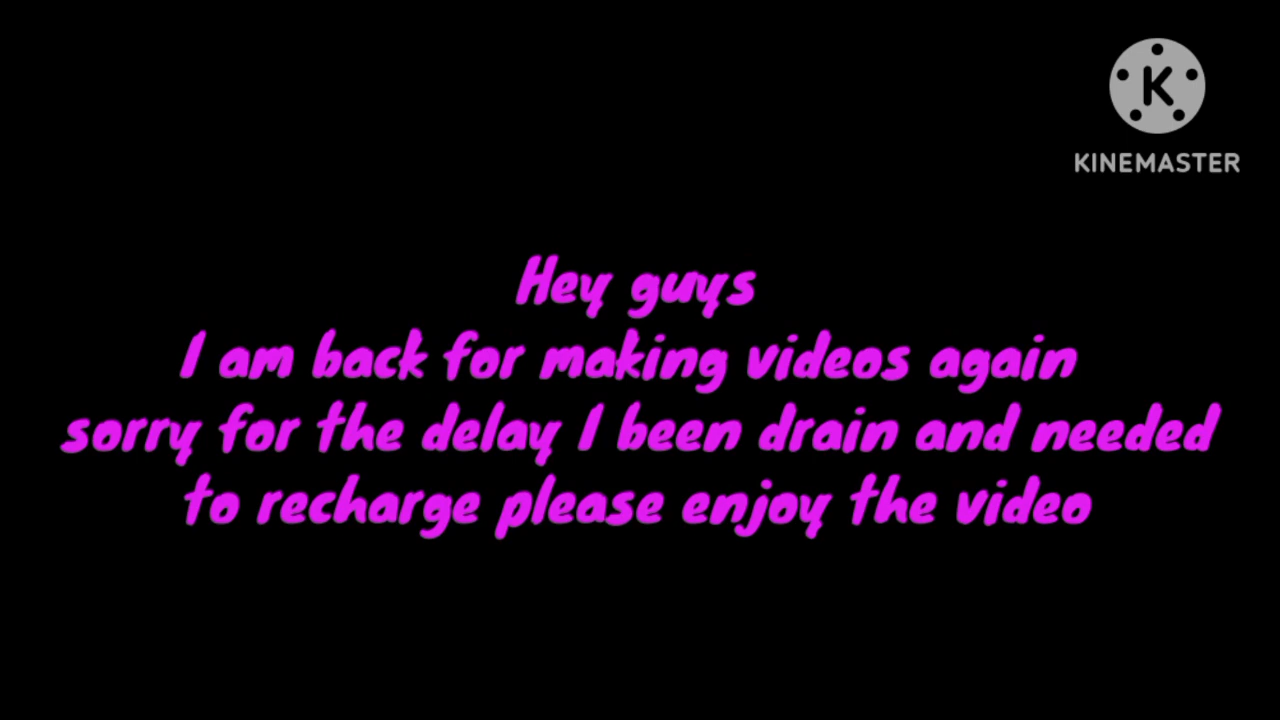 K
KINEMASTER
Hey guys
I am back for making videos again
sorry for the delay I been drain and needed
to recharge please enjoy the video